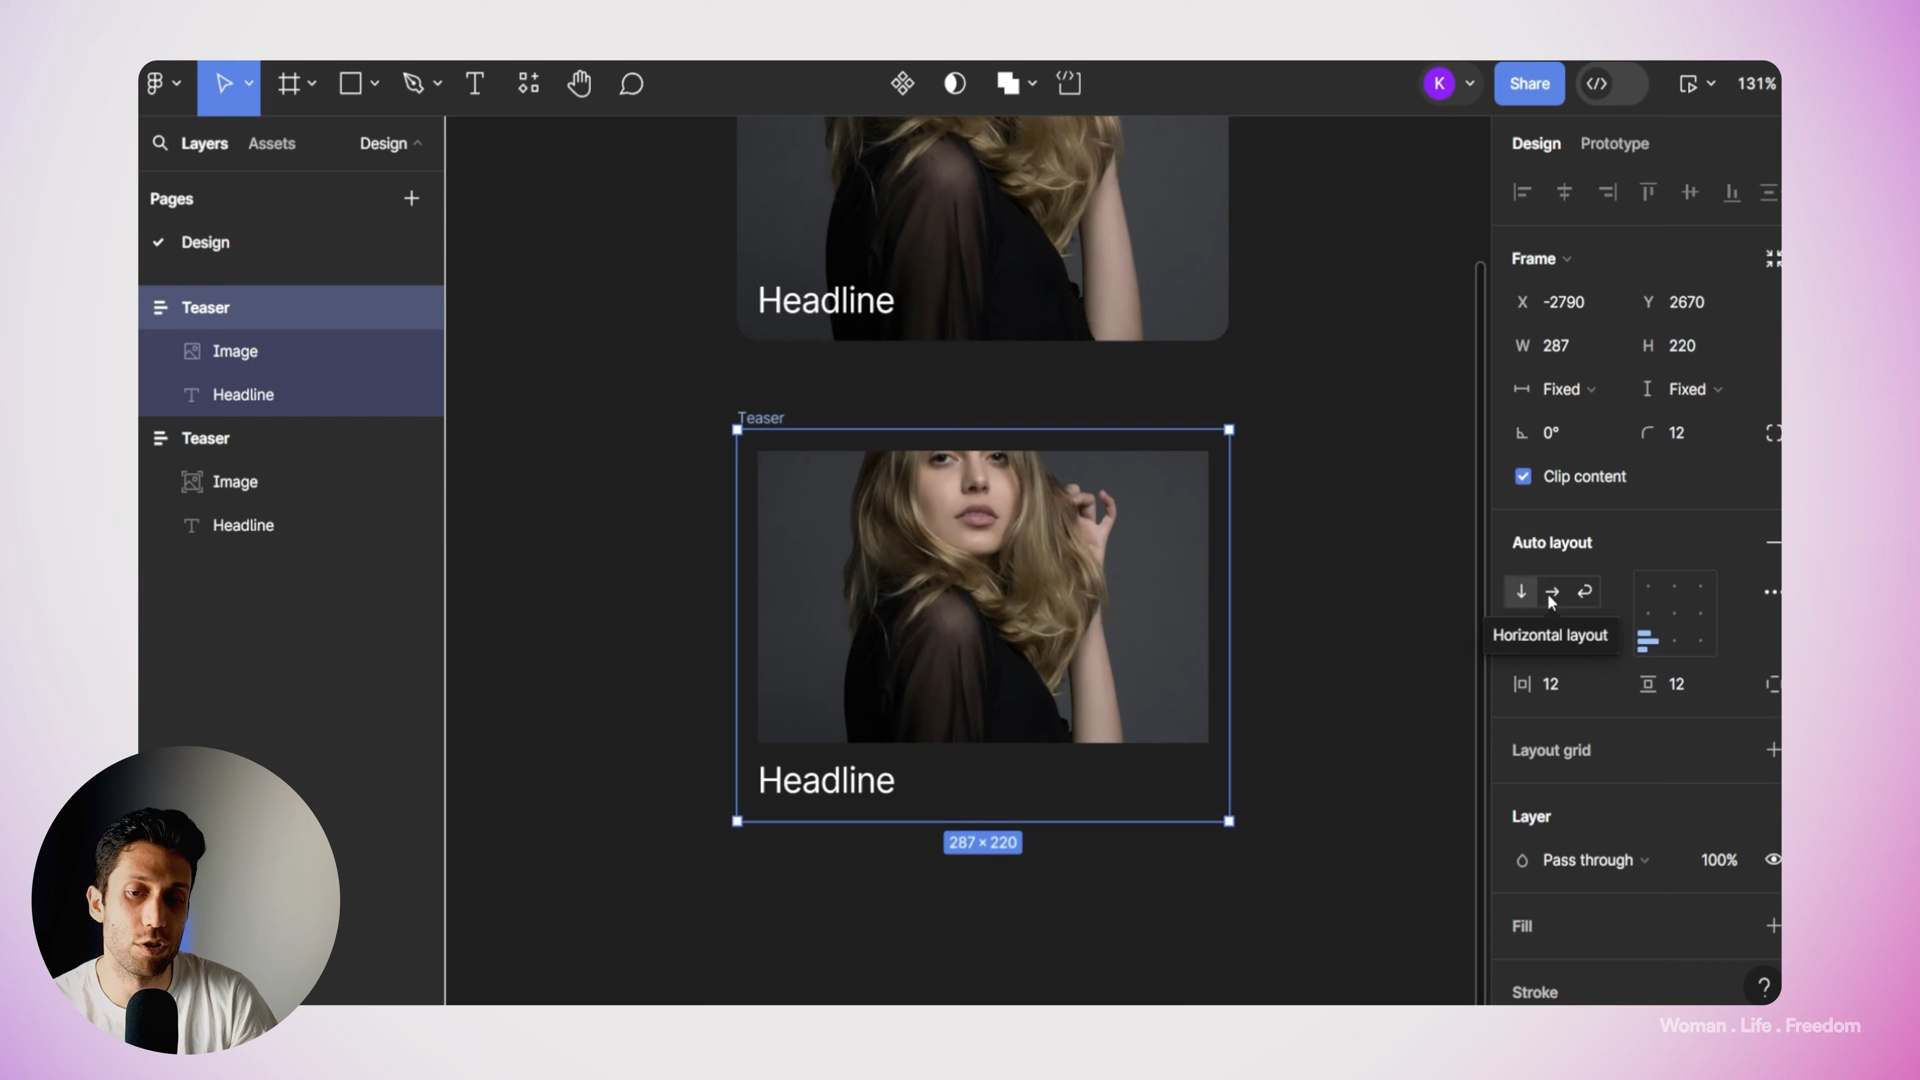 K
Share
131%
Layers
Assets
Design
Design
Prototype
Pages
Design
Teaser
Image
Headline
Teaser
Image
Headline
Headline
Teaser
Headline
287 × 220
Frame
X -2790
Y 2670
W 287
H 220
Fixed
Fixed
0°
12
Clip content
Auto layout
Horizontal layout
12
12
Layout grid
Layer
Pass through
100%
Fill
Stroke
?
Woman . Life . Freedom